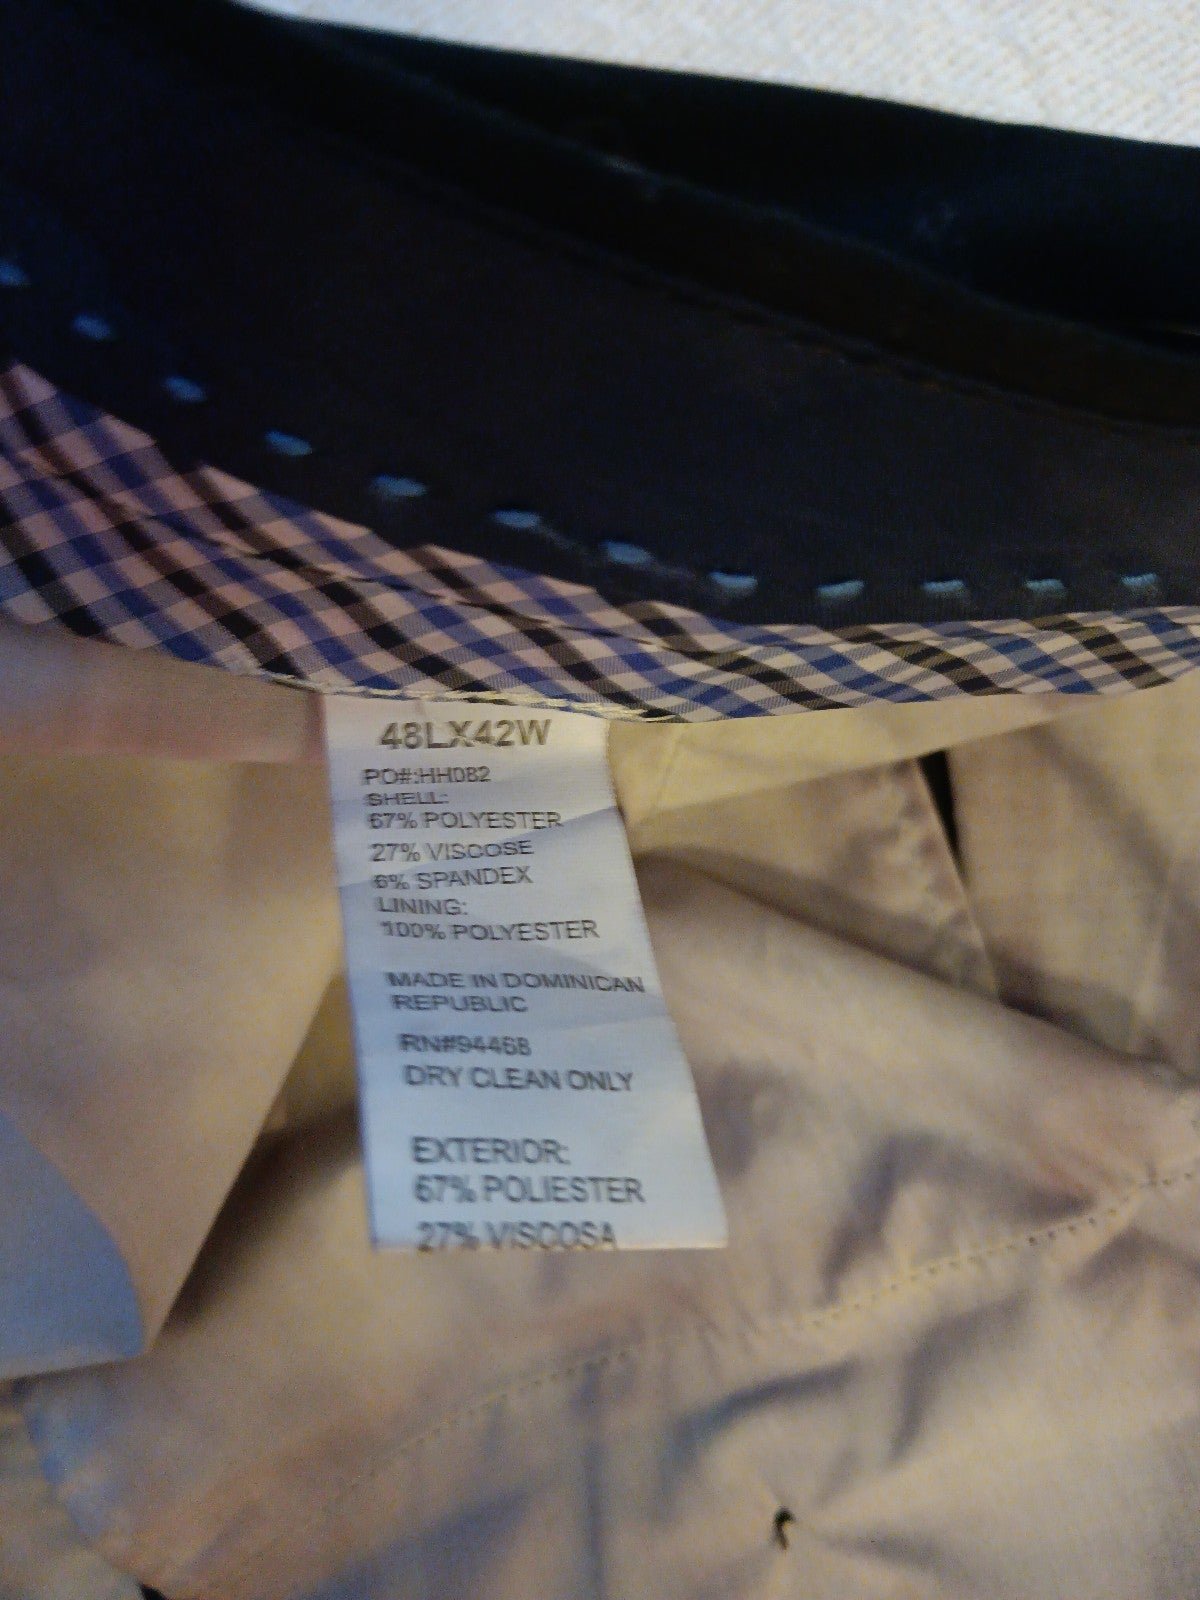 48LX42W
PO#:HH082
SHELL:
67% POLYESTER
27% VISCOSE
6% SPANDEX
LINING:
100% POLYESTER
MADE IN DOMINICAN
REPUBLIC
RN#94468
DRY CLEAN ONLY
EXTERIOR:
67% POLIESTER
27% VISCOSA